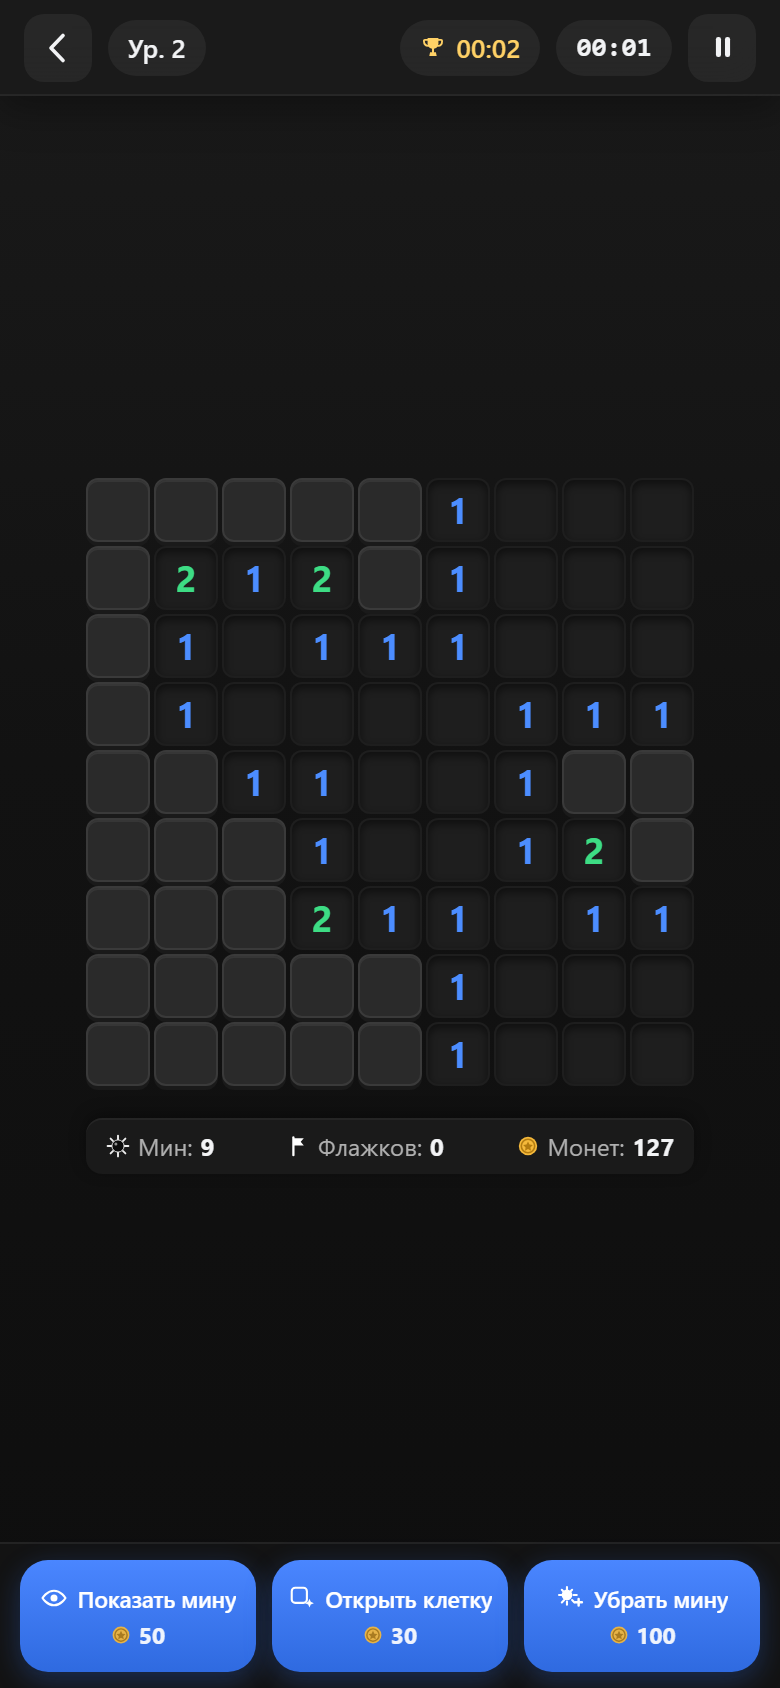 Ур. 2 00:02 00:01
1
2 1 2 1
1 1 1 1
1 1 1 1
1 1 1
1 1 2
2 1 1 1 1
1
1
Мин: 9 Флажков: 0 Монет: 127
Показать мину Открыть клетку Убрать мину
50 30 100